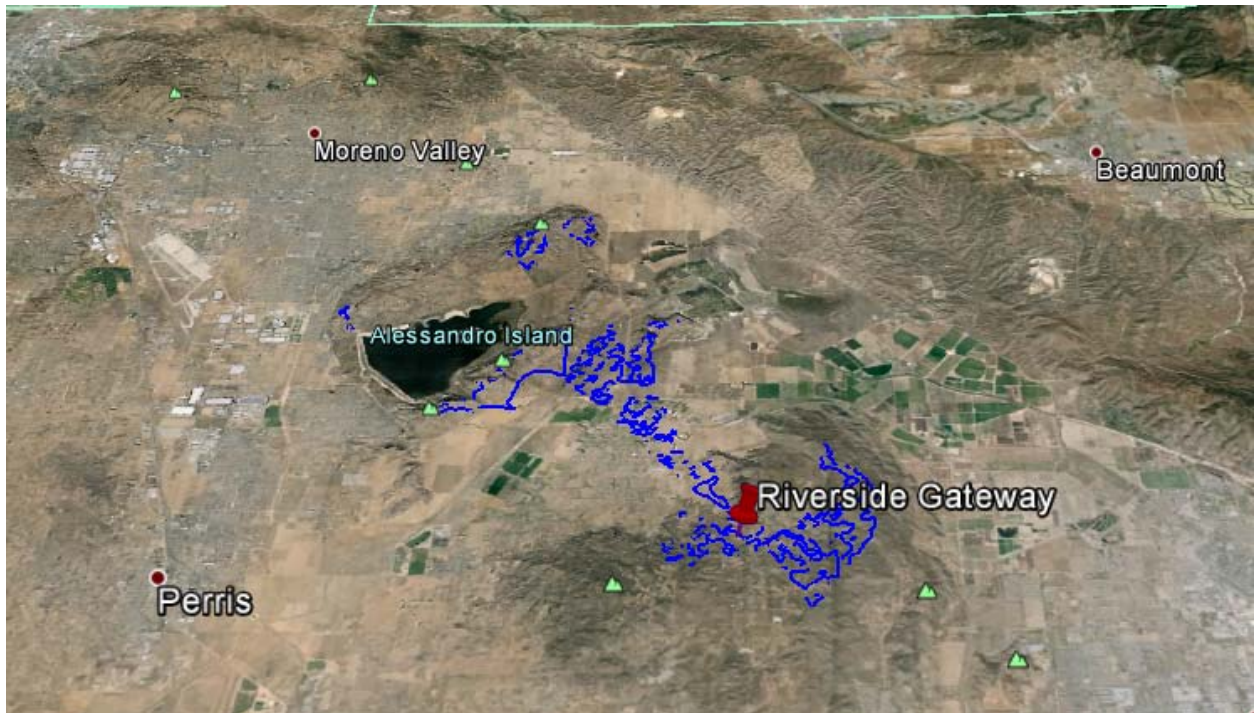 Moreno Valley
Beaumont
Alessandro Island
Riverside Gateway
Perris